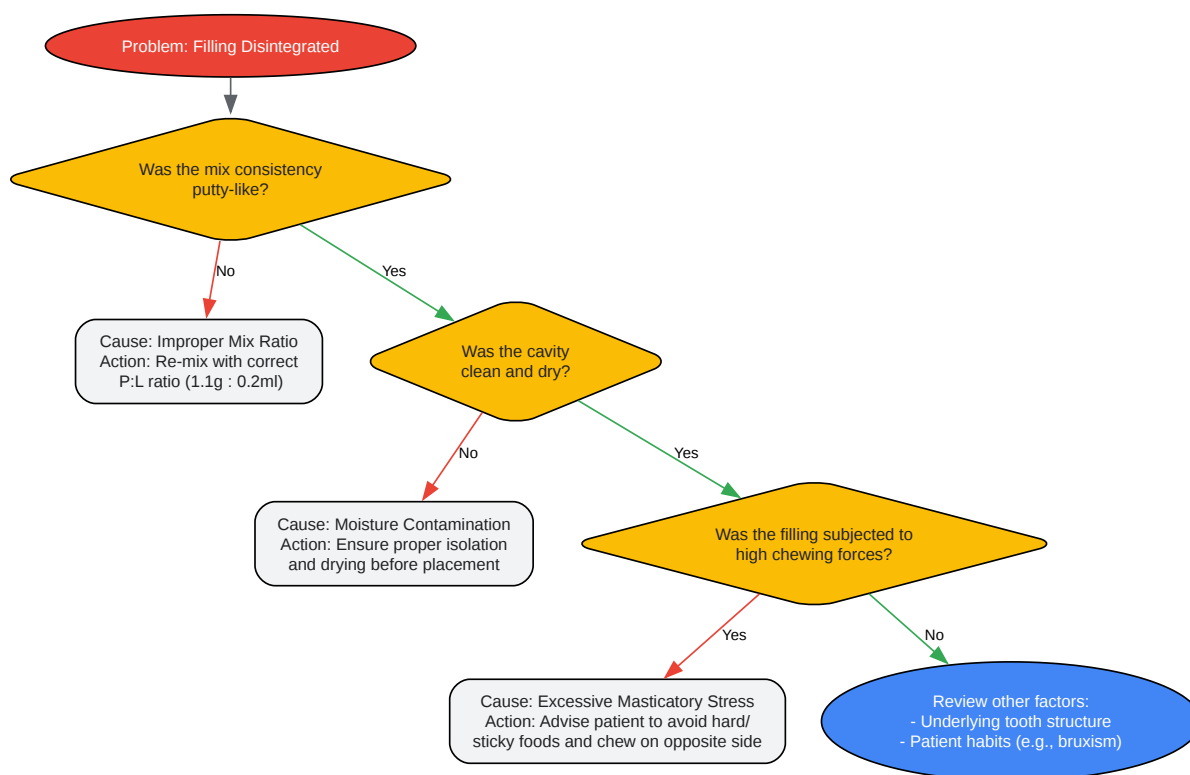 Problem: Filling Disintegrated
Was the mix consistency
putty-like?
No
Yes
Cause: Improper Mix Ratio
Action: Re-mix with correct
P:L ratio (1.1g : 0.2ml)
Was the cavity
clean and dry?
No
Yes
Cause: Moisture Contamination
Action: Ensure proper isolation
and drying before placement
Was the filling subjected to
high chewing forces?
Yes
No
Cause: Excessive Masticatory Stress
Action: Advise patient to avoid hard/
sticky foods and chew on opposite side
Review other factors:
- Underlying tooth structure
- Patient habits (e.g., bruxism)